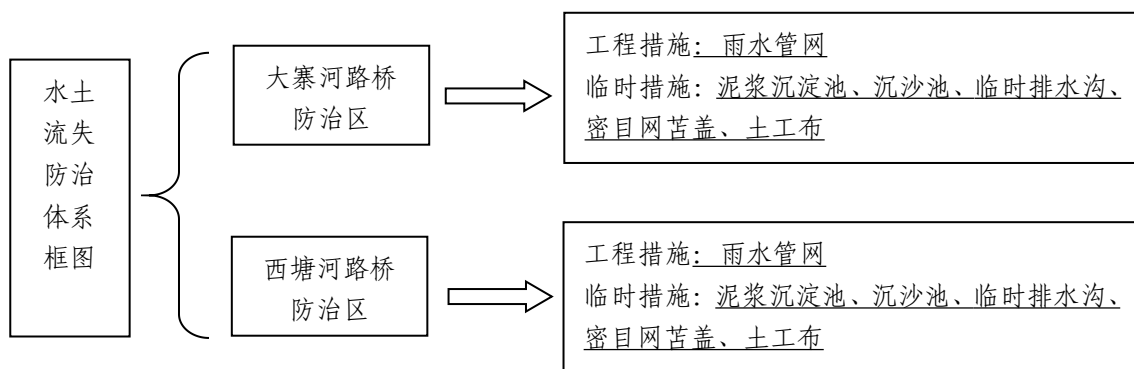 水土
流失
防治
体系
框图
大寨河路桥
防治区
工程措施：雨水管网
临时措施：泥浆沉淀池、沉沙池、临时排水沟、
密目网苫盖、土工布
西塘河路桥
防治区
工程措施：雨水管网
临时措施：泥浆沉淀池、沉沙池、临时排水沟、
密目网苫盖、土工布